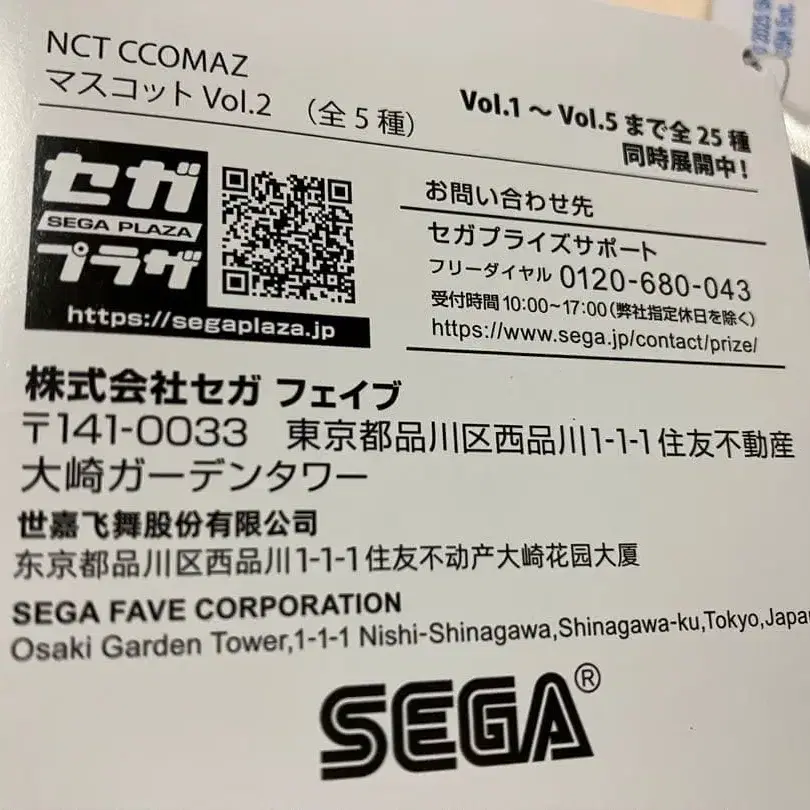 NCT CCOMAZ
マスコット Vol.2 （全5種）
Vol.1 ～ Vol.5 まで全25種
同時展開中！
セガ
SEGA PLAZA
プラザ
https://segaplaza.jp
お問い合わせ先
セガプライズサポート
フリーダイヤル 0120-680-043
受付時間 10:00～17:00（弊社指定休日を除く）
https://www.sega.jp/contact/prize/
株式会社セガ フェイブ
〒141-0033 東京都品川区西品川1-1-1住友不動産
大崎ガーデンタワー
世嘉飞舞股份有限公司
东京都品川区西品川1-1-1住友不动产大崎花园大厦
SEGA FAVE CORPORATION
Osaki Garden Tower,1-1-1 Nishi-Shinagawa,Shinagawa-ku,Tokyo,Japa
SEGA®